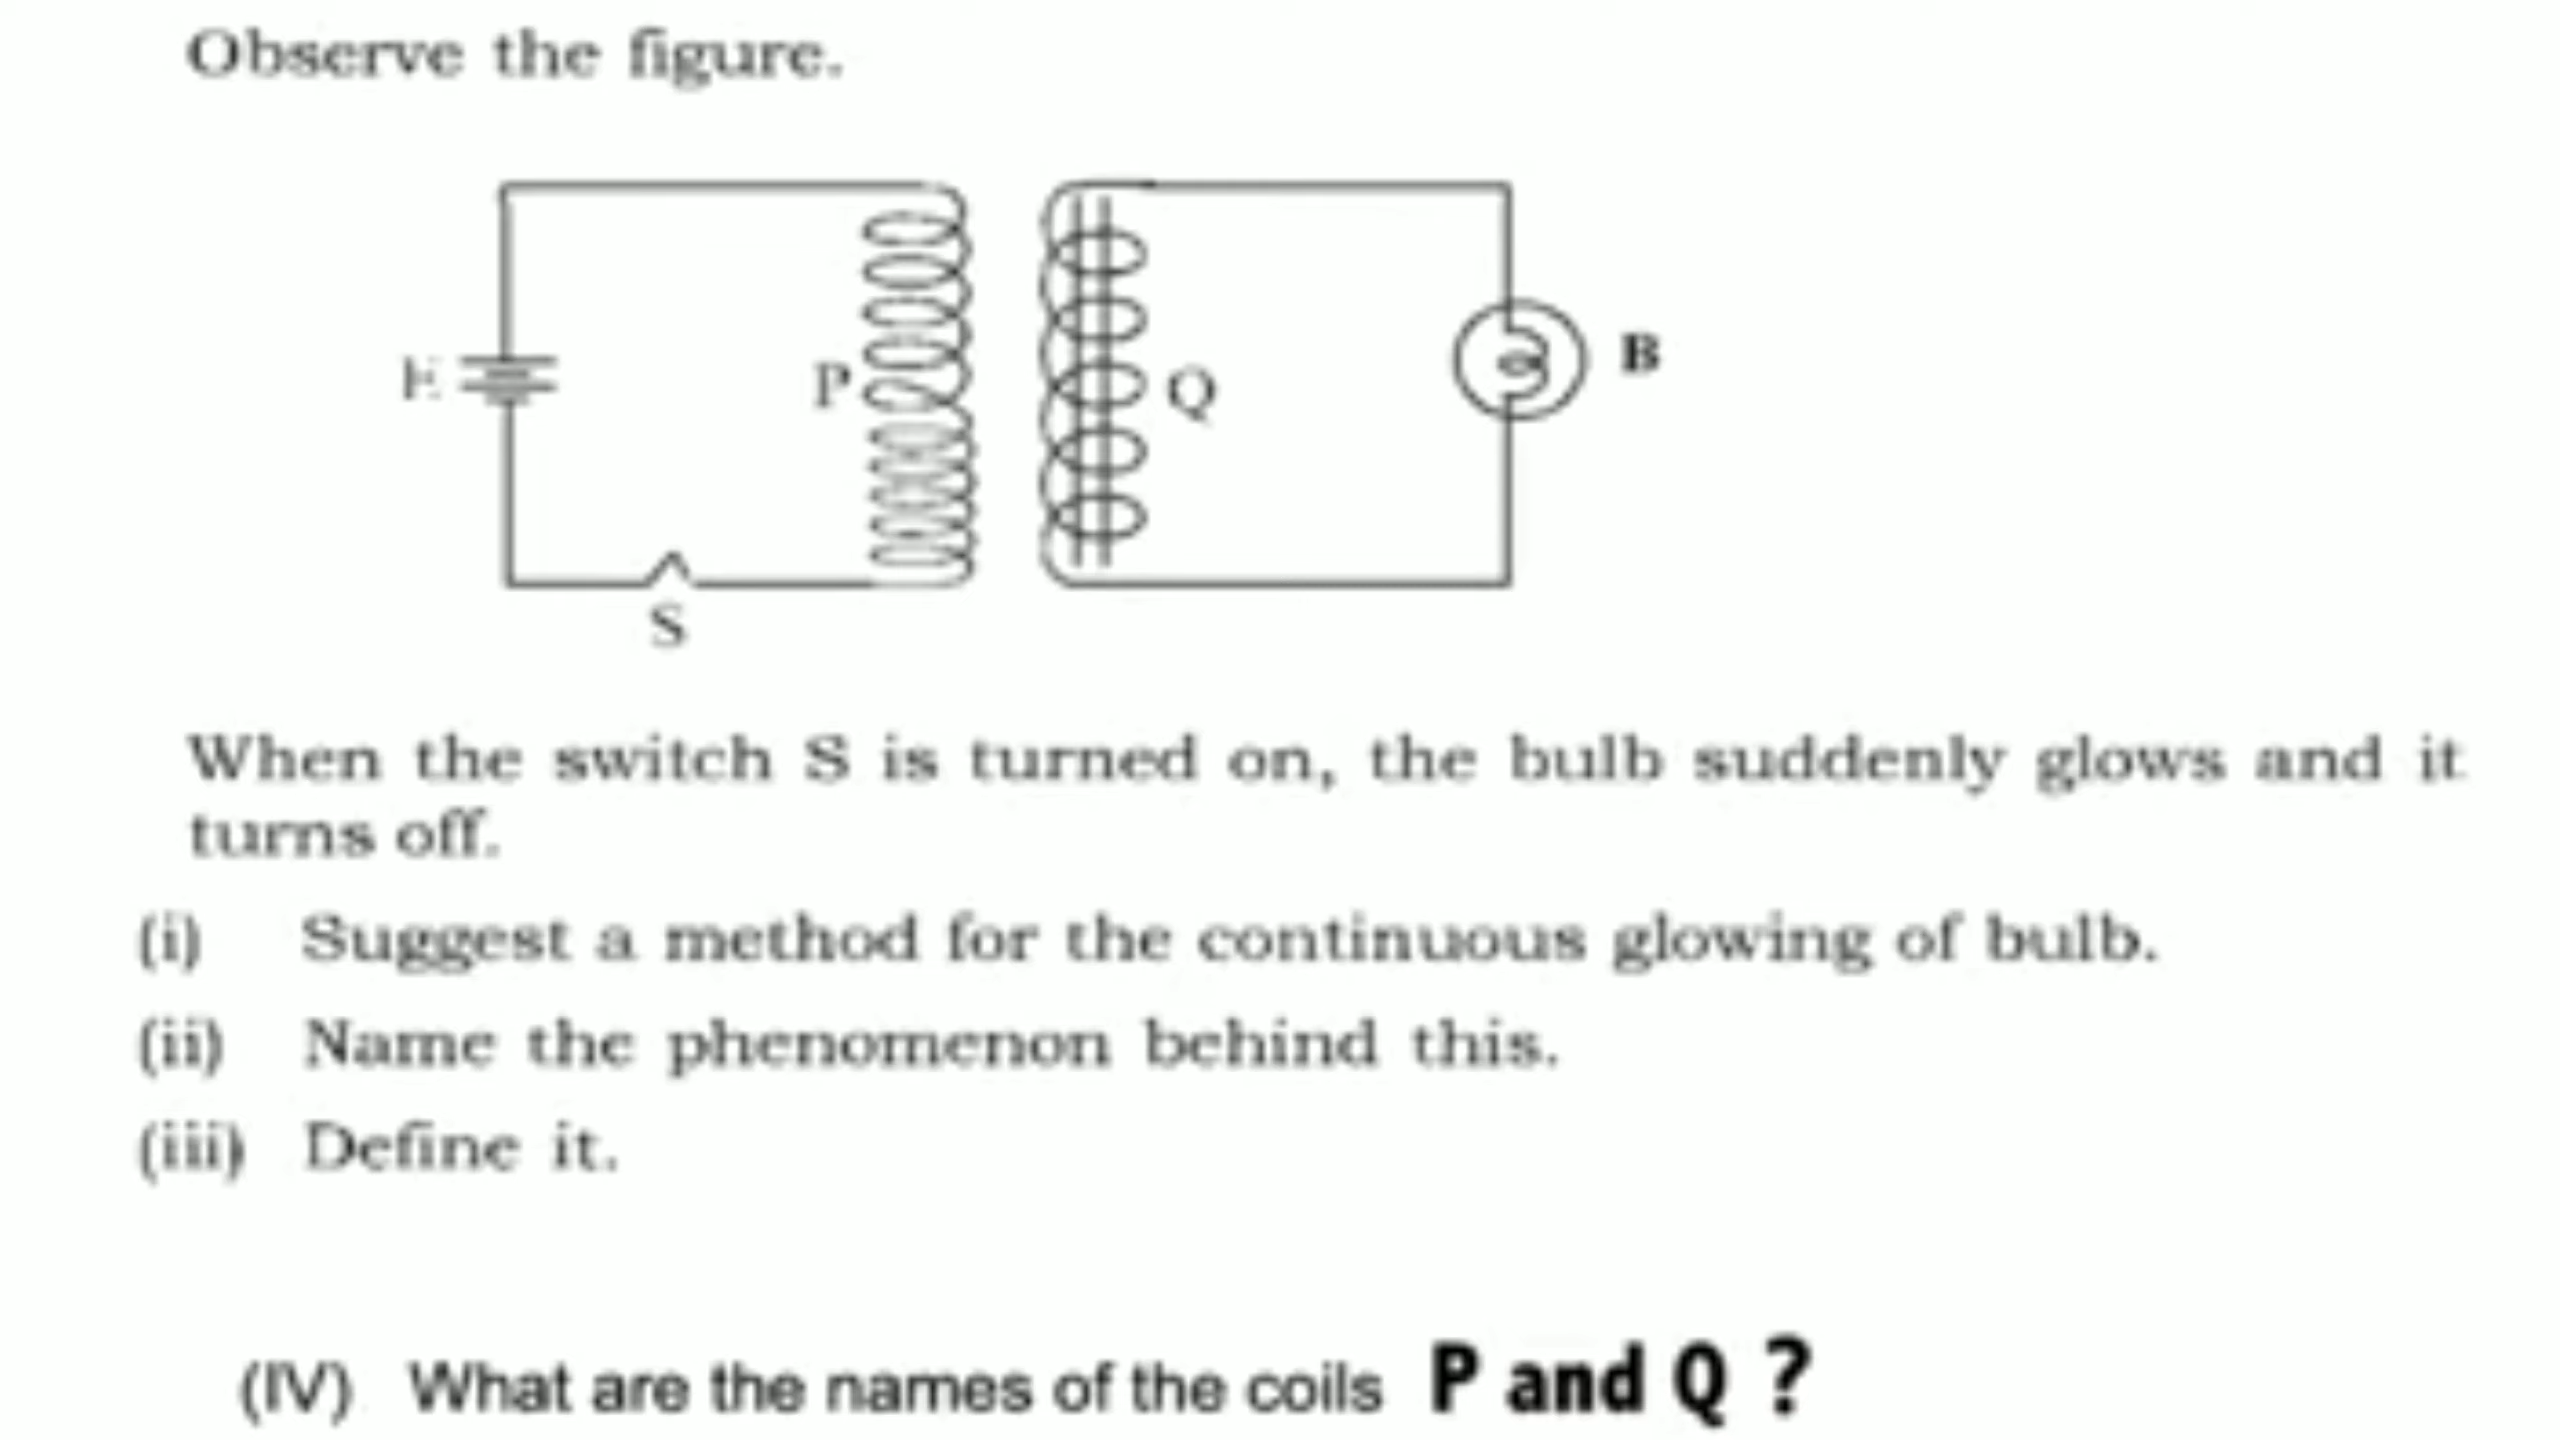 Observe the figure.
E
P
Q
B
S
When the switch S is turned on, the bulb suddenly glows and it
turns off.
(i) Suggest a method for the continuous glowing of bulb.
(ii) Name the phenomenon behind this.
(iii) Define it.
(IV) What are the names of the coils P and Q ?